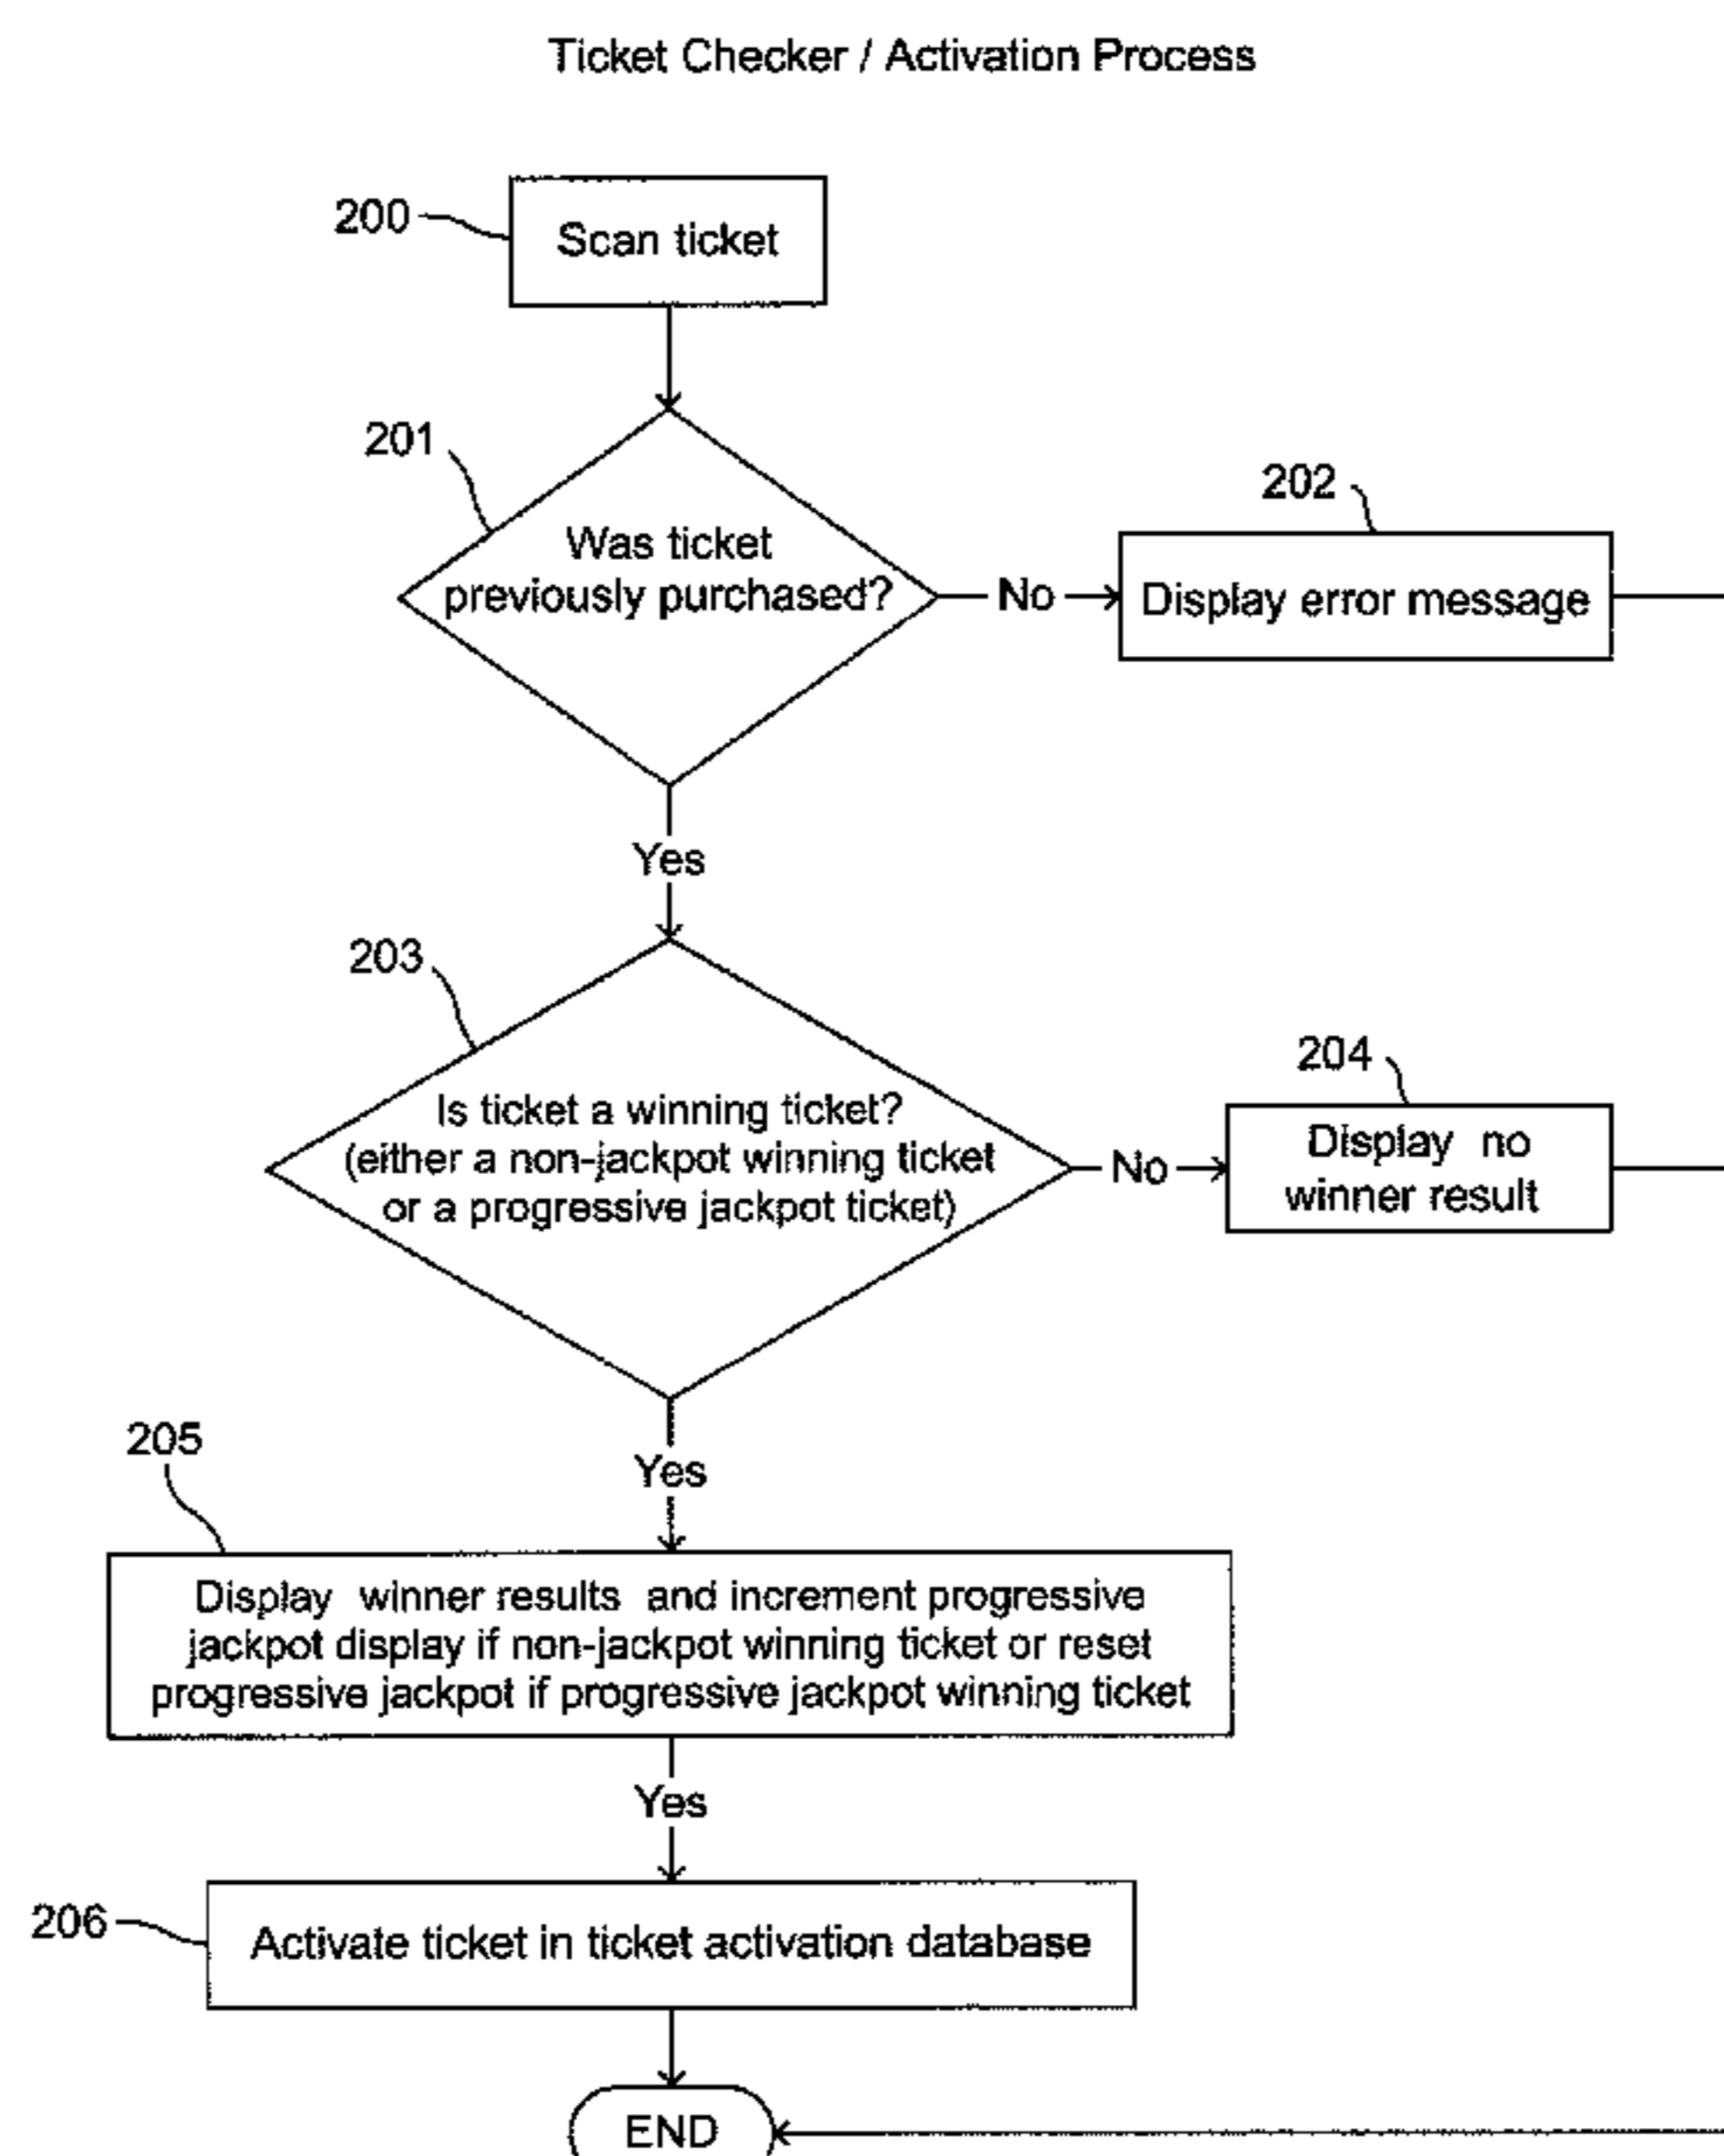 Ticket Checker / Activation Process
200
Scan ticket
201
Was ticket
previously purchased?
No
202
Display error message
Yes
203
Is ticket a winning ticket?
(either a non-jackpot winning ticket
or a progressive jackpot ticket)
No
204
Display no
winner result
Yes
205
Display winner results and increment progressive
jackpot display if non-jackpot winning ticket or reset
progressive jackpot if progressive jackpot winning ticket
Yes
206
Activate ticket in ticket activation database
END